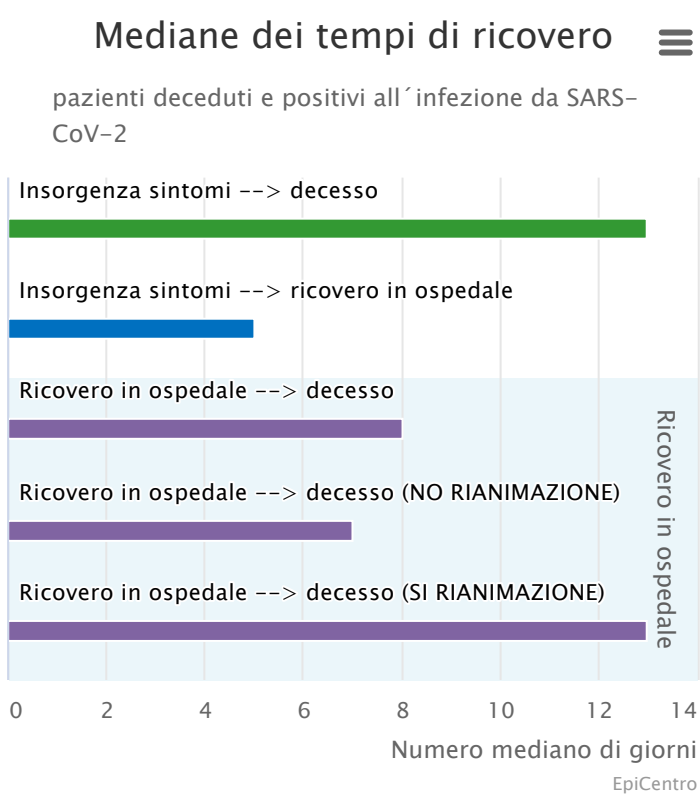 Mediane dei tempi di ricovero
pazienti deceduti e positivi all´infezione da SARS-
CoV-2
Insorgenza sintomi --> decesso
Insorgenza sintomi --> ricovero in ospedale
Ricovero in ospedale --> decesso
Ricovero in ospedale --> decesso (NO RIANIMAZIONE)
Ricovero in ospedale --> decesso (SI RIANIMAZIONE)
Ricovero in ospedale
0 2 4 6 8 10 12 14
Numero mediano di giorni
EpiCentro